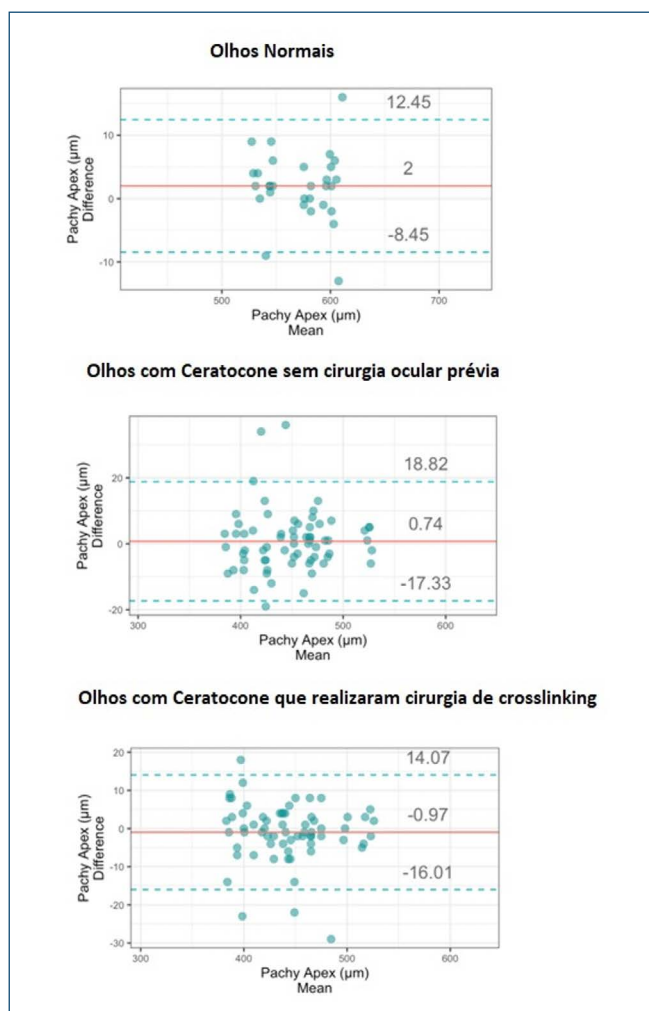 Olhos Normais
12.45
10
2
0
-8.45
-10
Pachy Apex (µm)
Difference
500
600
700
Pachy Apex (µm)
Mean
Olhos com Ceratocone sem cirurgia ocular prévia
18.82
20
0.74
0
-17.33
-20
Pachy Apex (µm)
Difference
300
400
500
600
Pachy Apex (µm)
Mean
Olhos com Ceratocone que realizaram cirurgia de crosslinking
20
14.07
10
-0.97
0
-10
-16.01
-20
-30
Pachy Apex (µm)
Difference
300
400
500
600
Pachy Apex (µm)
Mean